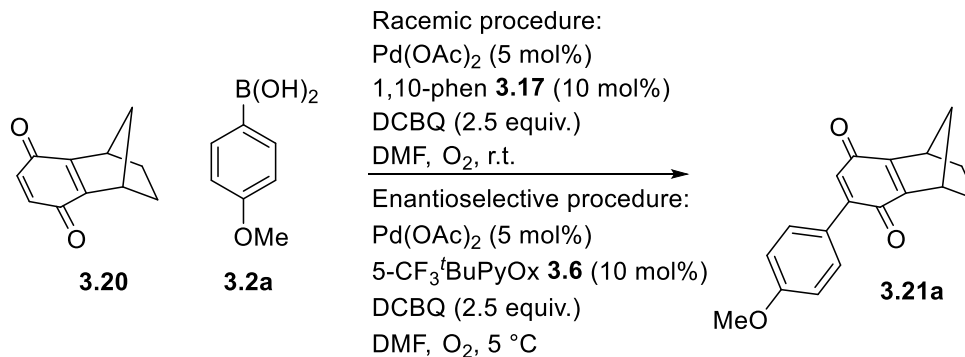 Racemic procedure:
Pd(OAc)₂ (5 mol%)
1,10-phen 3.17 (10 mol%)
DCBQ (2.5 equiv.)
DMF, O₂, r.t.
Enantioselective procedure:
Pd(OAc)₂ (5 mol%)
5-CF₃ᵗBuPyOx 3.6 (10 mol%)
DCBQ (2.5 equiv.)
DMF, O₂, 5 °C
O
O
3.20
B(OH)₂
OMe
3.2a
O
O
MeO
3.21a